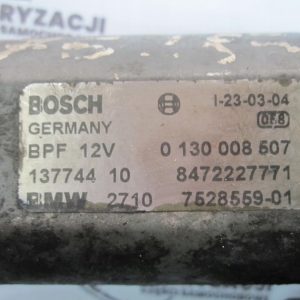 RYZACJI
BOSCH I-23-03-04
GERMANY 058
BPF 12V 0 130 008 507
137744 10 8472227771
BMW 2710 7528559-01